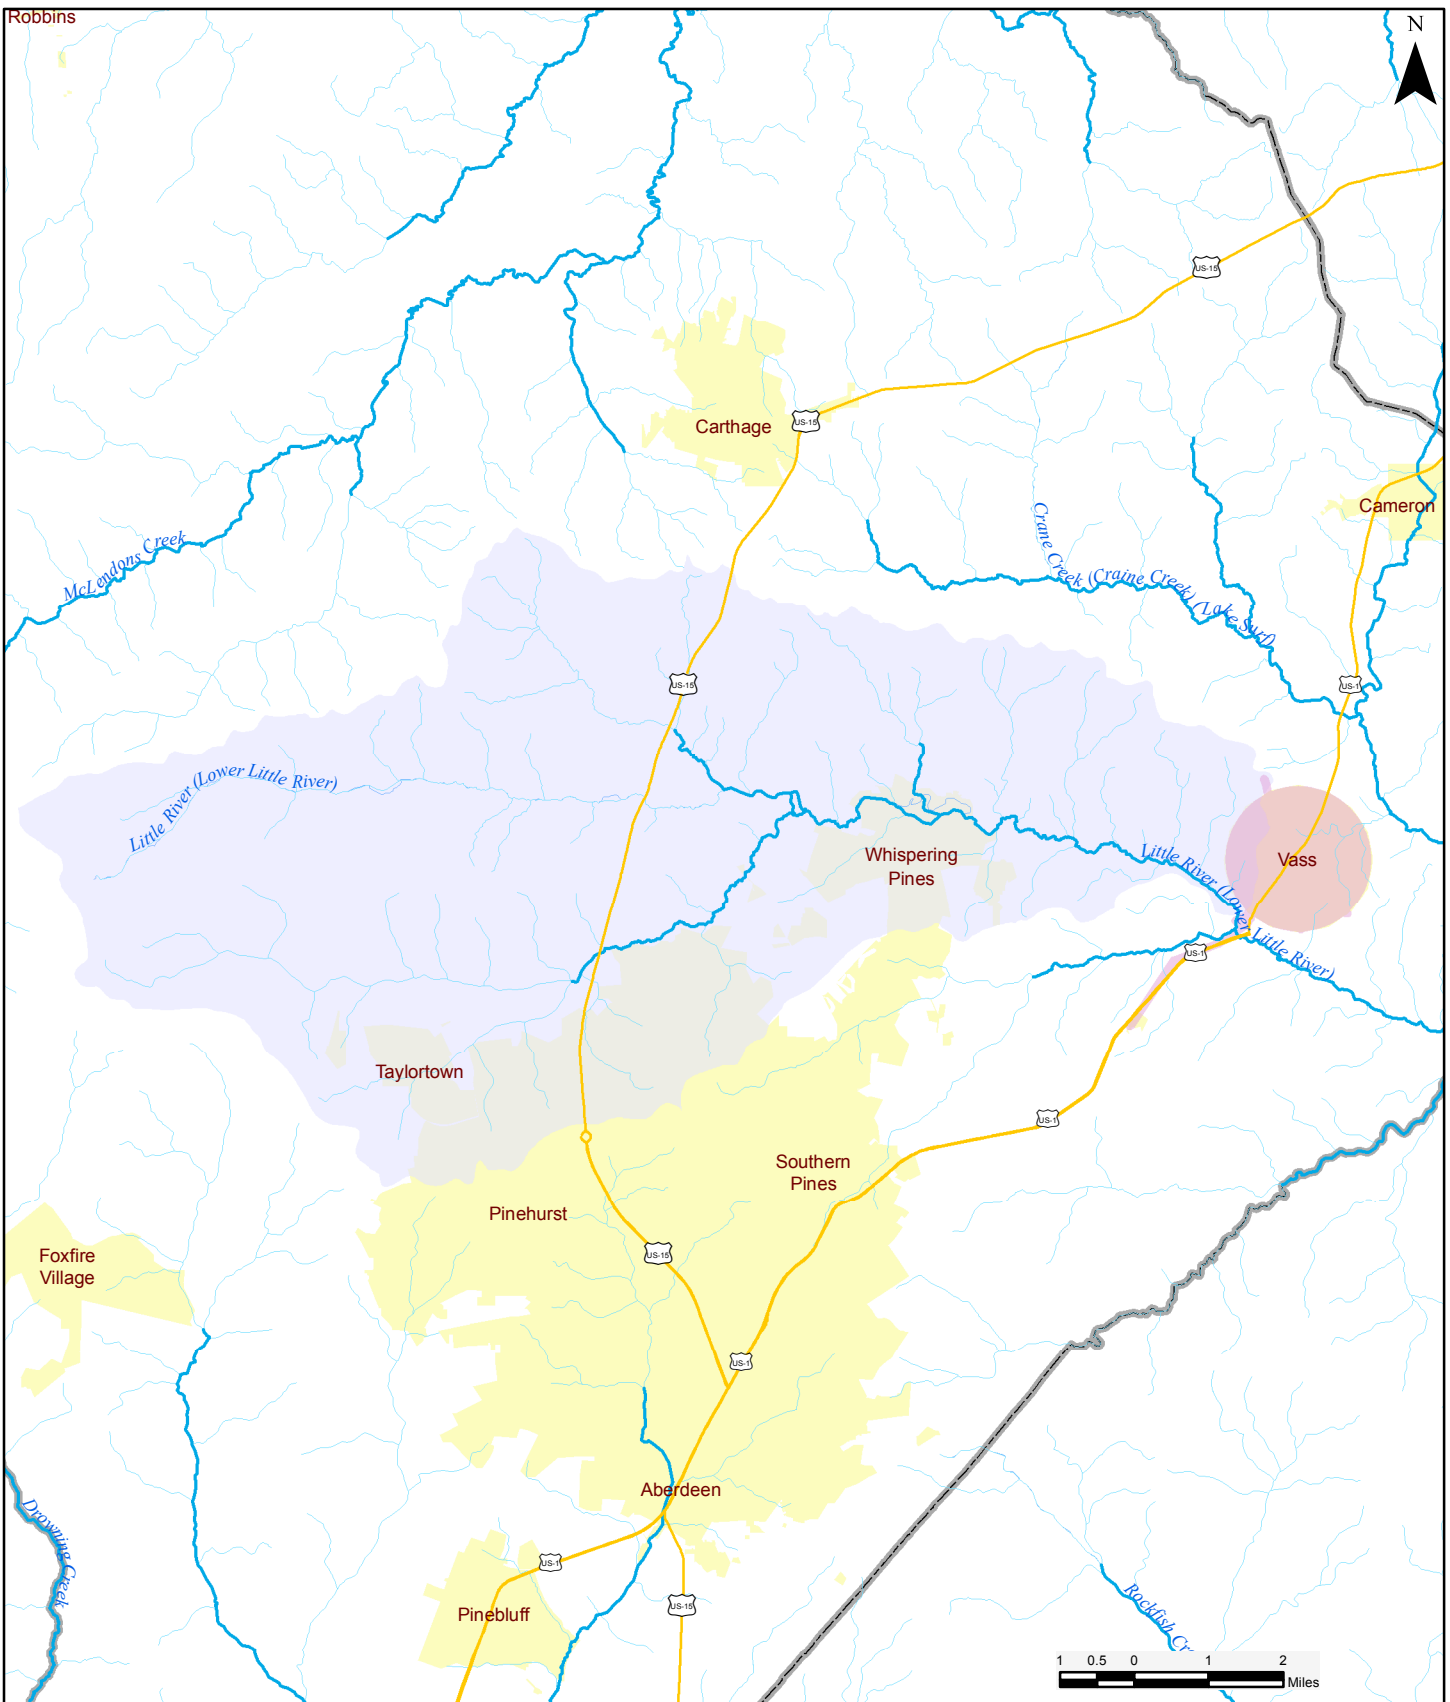 Robbins
N
US-15
Carthage
US-15
Cameron
McLendons Creek
Crane Creek (Craine Creek) (Lake Surf)
US-15
US-1
Little River (Lower Little River)
Whispering
Pines
Little River (Lower Little River)
Vass
US-1
Taylortown
US-1
Southern
Pines
Pinehurst
Foxfire
Village
US-15
US-1
Aberdeen
Drowning Creek
US-1
Pinebluff
US-15
Rockfish Cr
1 0.5 0 1 2
Miles